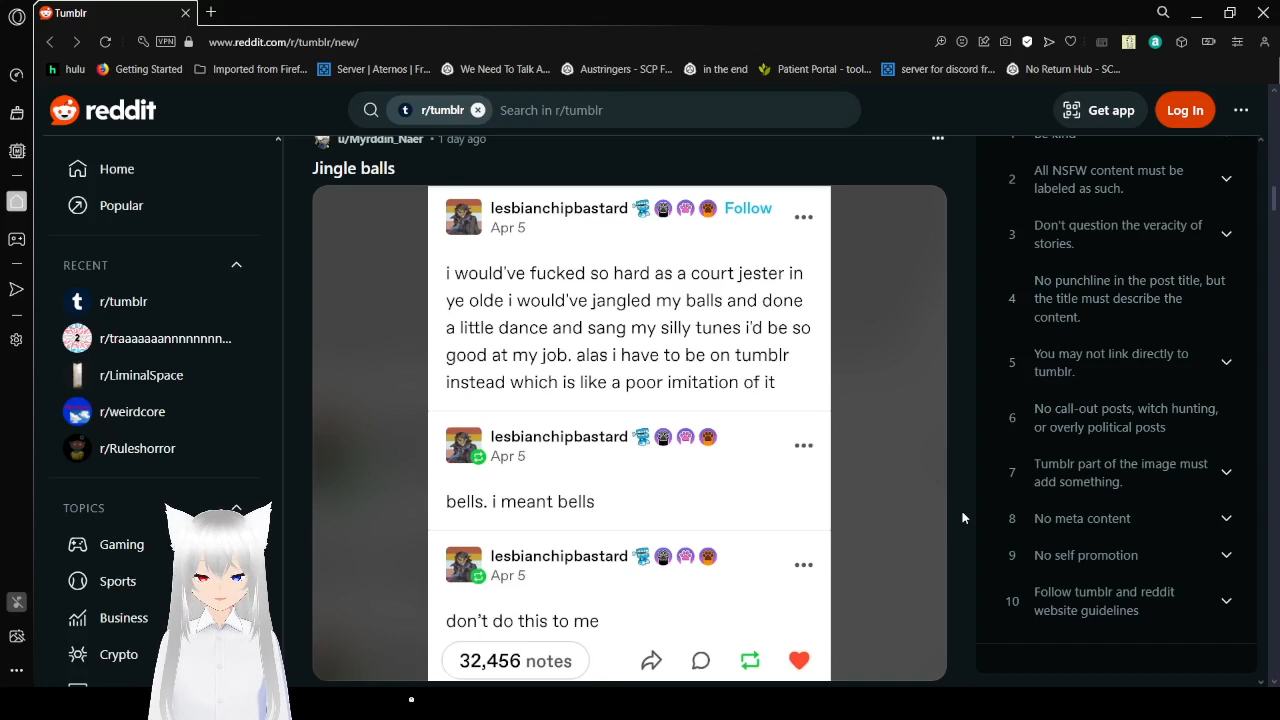 Tumblr
VPN
www.reddit.com/r/tumblr/new/
hulu
Getting Started
Imported from Firef...
Server | Aternos | Fr...
We Need To Talk A...
Austringers - SCP F...
in the end
Patient Portal - tool...
server for discord fr...
No Return Hub - SC...
reddit
r/tumblr
Search in r/tumblr
Get app
Log In
Home
Popular
RECENT
r/tumblr
r/traaaaaaannnnnnnn...
r/LiminalSpace
r/weirdcore
r/Ruleshorror
TOPICS
Gaming
Sports
Business
Crypto
u/Myrddin_Naer • 1 day ago
Jingle balls
lesbianchipbastard Follow
Apr 5
i would've fucked so hard as a court jester in
ye olde i would've jangled my balls and done
a little dance and sang my silly tunes i'd be so
good at my job. alas i have to be on tumblr
instead which is like a poor imitation of it
lesbianchipbastard
Apr 5
bells. i meant bells
lesbianchipbastard
Apr 5
don't do this to me
32,456 notes
1 Be kind
2 All NSFW content must be
labeled as such.
3 Don't question the veracity of
stories.
4 No punchline in the post title, but
the title must describe the
content.
5 You may not link directly to
tumblr.
6 No call-out posts, witch hunting,
or overly political posts
7 Tumblr part of the image must
add something.
8 No meta content
9 No self promotion
10 Follow tumblr and reddit
website guidelines